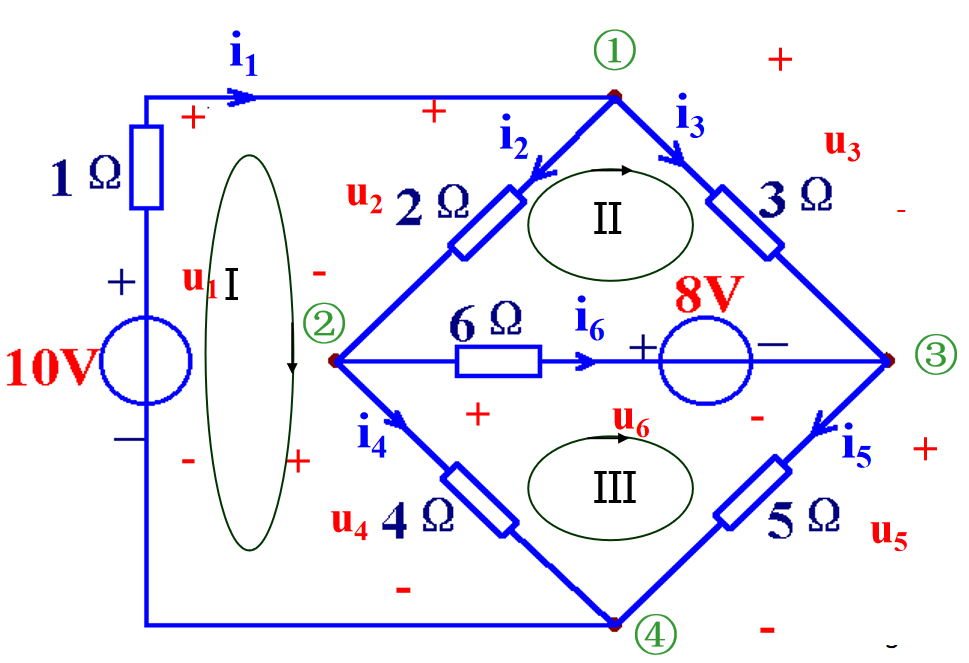 ①
+
i₁
i₃
+
+
i₂
u₃
1 Ω
u₂
2 Ω
3 Ω
II
-
+
u₁
I
-
8V
②
6 Ω
i₆
+
−
③
10V
+
-
u₆
i₄
i₅
+
−
-
+
III
u₄
4 Ω
5 Ω
u₅
-
④
-